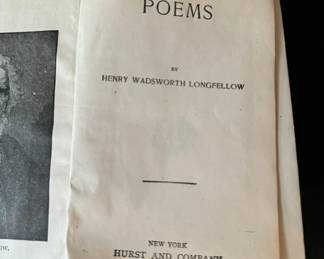 POEMS
BY
HENRY WADSWORTH LONGFELLOW
NEW YORK
HURST AND COMPANY